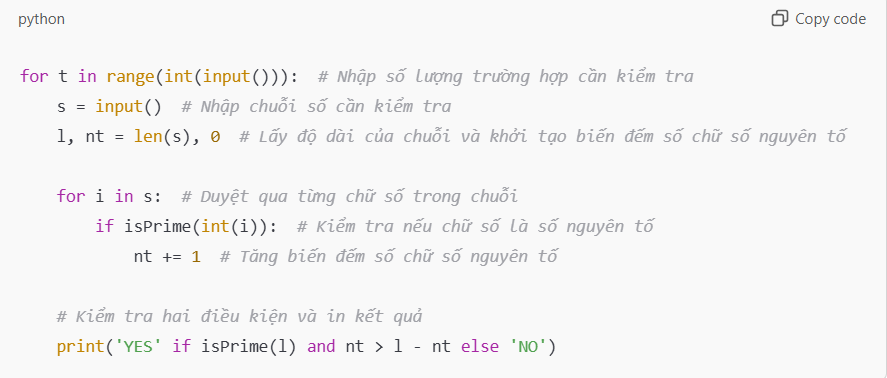 python
Copy code
for t in range(int(input())):  # Nhập số lượng trường hợp cần kiểm tra
    s = input()  # Nhập chuỗi số cần kiểm tra
    l, nt = len(s), 0  # Lấy độ dài của chuỗi và khởi tạo biến đếm số chữ số nguyên tố
    for i in s:  # Duyệt qua từng chữ số trong chuỗi
        if isPrime(int(i)):  # Kiểm tra nếu chữ số là số nguyên tố
            nt += 1  # Tăng biến đếm số chữ số nguyên tố
    # Kiểm tra hai điều kiện và in kết quả
    print('YES' if isPrime(l) and nt > l - nt else 'NO')